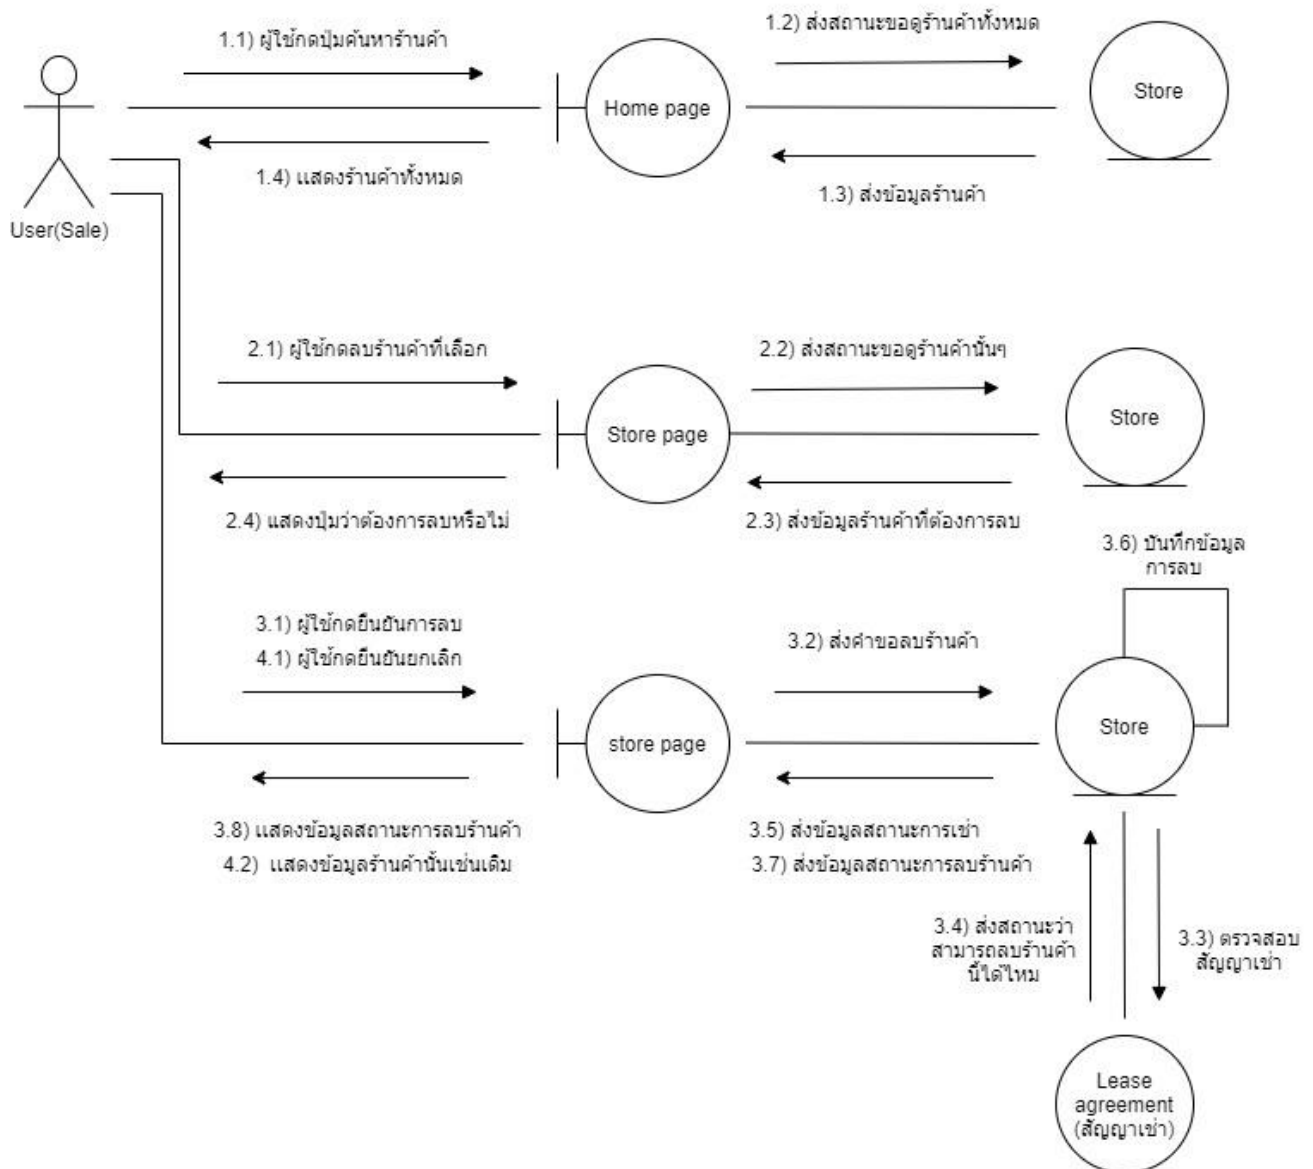 1.1) ผู้ใช้กดปุ่มค้นหาร้านค้า
1.2) ส่งสถานะขอดูร้านค้าทั้งหมด
Home page
Store
1.4) แสดงร้านค้าทั้งหมด
1.3) ส่งข้อมูลร้านค้า
User(Sale)
2.1) ผู้ใช้กดลบร้านค้าที่เลือก
2.2) ส่งสถานะขอดูร้านค้านั้นๆ
Store page
Store
2.4) แสดงปุ่มว่าต้องการลบหรือไม่
2.3) ส่งข้อมูลร้านค้าที่ต้องการลบ
3.6) บันทึกข้อมูล
การลบ
3.1) ผู้ใช้กดยืนยันการลบ
4.1) ผู้ใช้กดยืนยันยกเลิก
3.2) ส่งคำขอลบร้านค้า
store page
Store
3.8) แสดงข้อมูลสถานะการลบร้านค้า
4.2) แสดงข้อมูลร้านค้านั้นเช่นเดิม
3.5) ส่งข้อมูลสถานะการเช่า
3.7) ส่งข้อมูลสถานะการลบร้านค้า
3.4) ส่งสถานะว่า
สามารถลบร้านค้า
นี้ได้ไหม
3.3) ตรวจสอบ
สัญญาเช่า
Lease
agreement
(สัญญาเช่า)